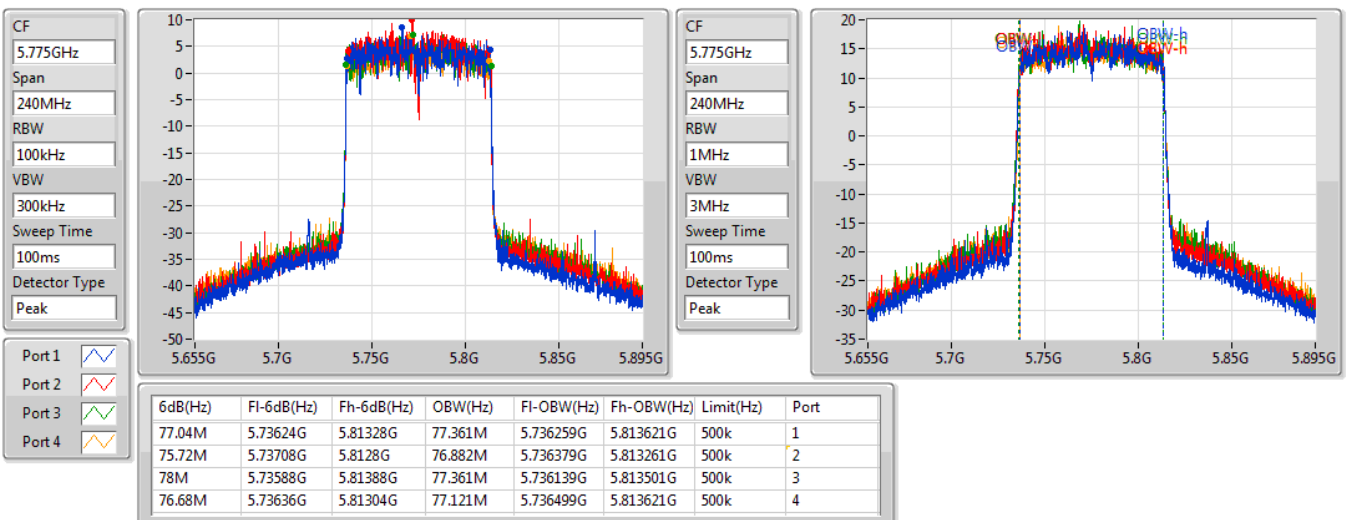 CF
5.775GHz
Span
240MHz
RBW
100kHz
VBW
300kHz
Sweep Time
100ms
Detector Type
Peak
10
5
0
-5
-10
-15
-20
-25
-30
-35
-40
-45
-50
5.655G 5.7G 5.75G 5.8G 5.85G 5.895G
CF
5.775GHz
Span
240MHz
RBW
1MHz
VBW
3MHz
Sweep Time
100ms
Detector Type
Peak
20
15
10
5
0
-5
-10
-15
-20
-25
-30
-35
OBW-h
OBW-h
5.655G 5.7G 5.75G 5.8G 5.85G 5.895G
Port 1
Port 2
Port 3
Port 4
6dB(Hz) Fl-6dB(Hz) Fh-6dB(Hz) OBW(Hz) Fl-OBW(Hz) Fh-OBW(Hz) Limit(Hz) Port
77.04M 5.73624G 5.81328G 77.361M 5.736259G 5.813621G 500k 1
75.72M 5.73708G 5.8128G 76.882M 5.736379G 5.813261G 500k 2
78M 5.73588G 5.81388G 77.361M 5.736139G 5.813501G 500k 3
76.68M 5.73636G 5.81304G 77.121M 5.736499G 5.813621G 500k 4